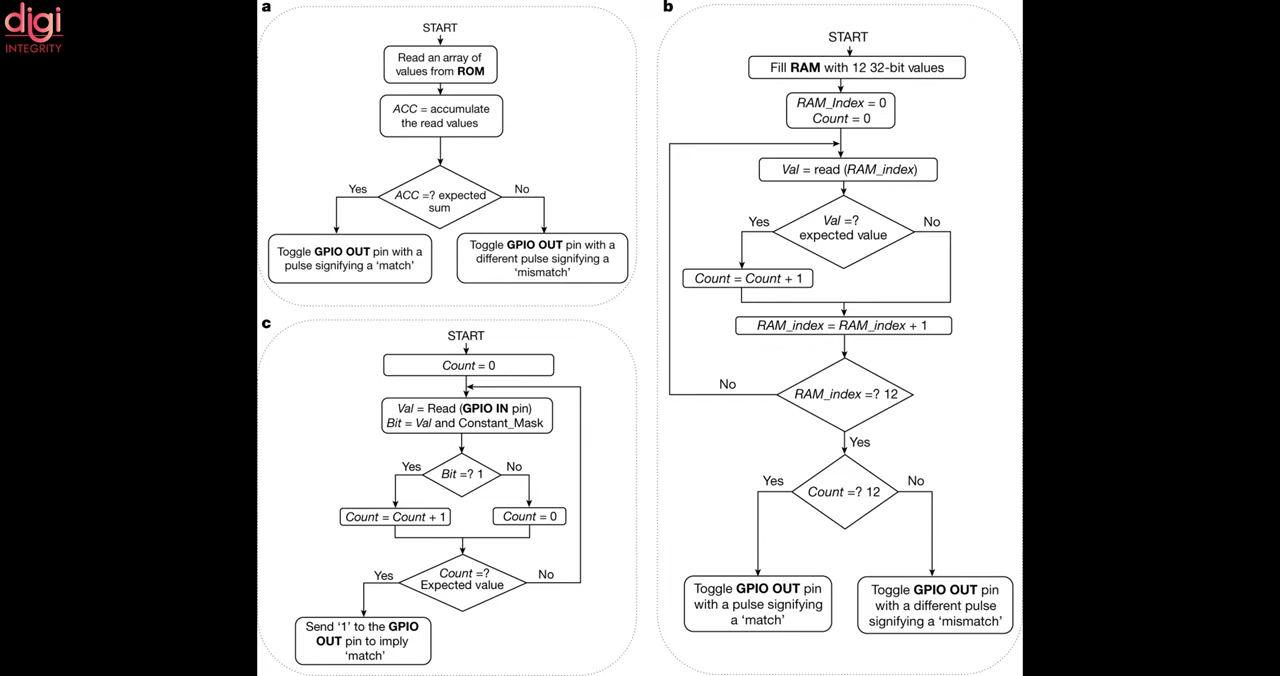 digi
INTEGRITY
a
START
Read an array of
values from ROM
ACC = accumulate
the read values
ACC =? expected
sum
Yes
No
Toggle GPIO OUT pin with a
pulse signifying a ‘match’
Toggle GPIO OUT pin with a
different pulse signifying a
‘mismatch’
b
START
Fill RAM with 12 32-bit values
RAM_Index = 0
Count = 0
Val = read (RAM_index)
Val =?
expected value
Yes
No
Count = Count + 1
RAM_index = RAM_index + 1
RAM_index =? 12
No
Yes
Count =? 12
Yes
No
Toggle GPIO OUT pin
with a pulse signifying
a ‘match’
Toggle GPIO OUT pin
with a different pulse
signifying a ‘mismatch’
c
START
Count = 0
Val = Read (GPIO IN pin)
Bit = Val and Constant_Mask
Bit =? 1
Yes
No
Count = Count + 1
Count = 0
Count =?
Expected value
Yes
No
Send ‘1’ to the GPIO
OUT pin to imply
‘match’